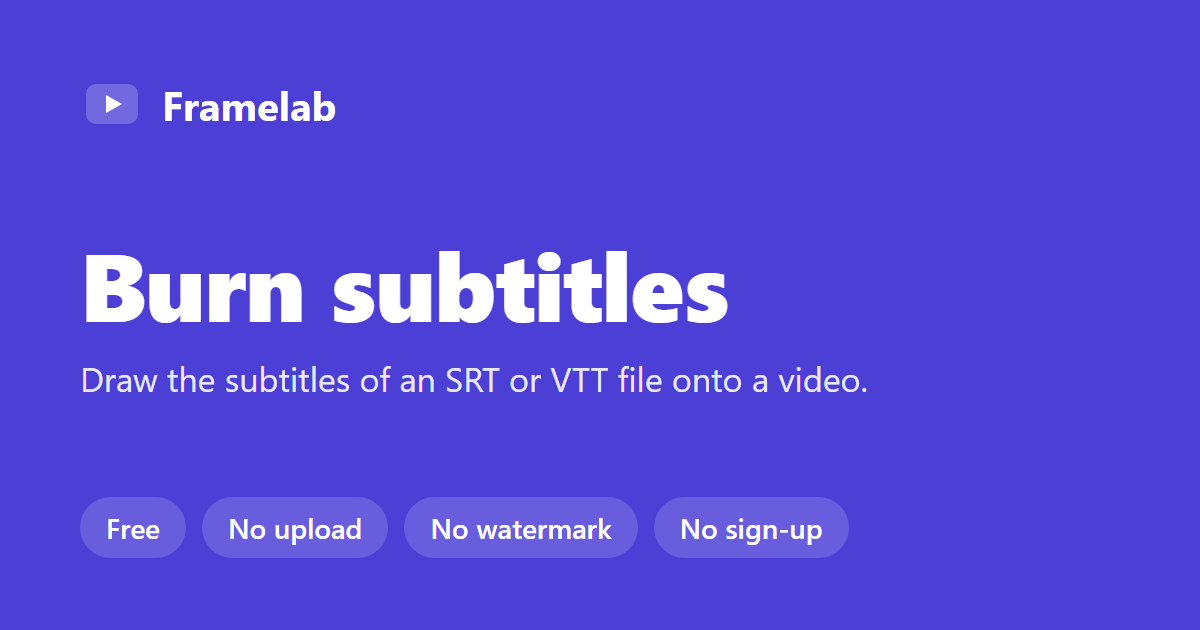 Framelab
Burn subtitles
Draw the subtitles of an SRT or VTT file onto a video.
Free
No upload
No watermark
No sign-up